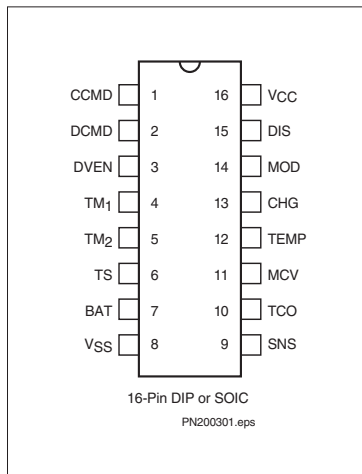 CCMD 1 16 VCC
DCMD 2 15 DIS
DVEN 3 14 MOD
TM1 4 13 CHG
TM2 5 12 TEMP
TS 6 11 MCV
BAT 7 10 TCO
VSS 8 9 SNS
16-Pin DIP or SOIC
PN200301.eps